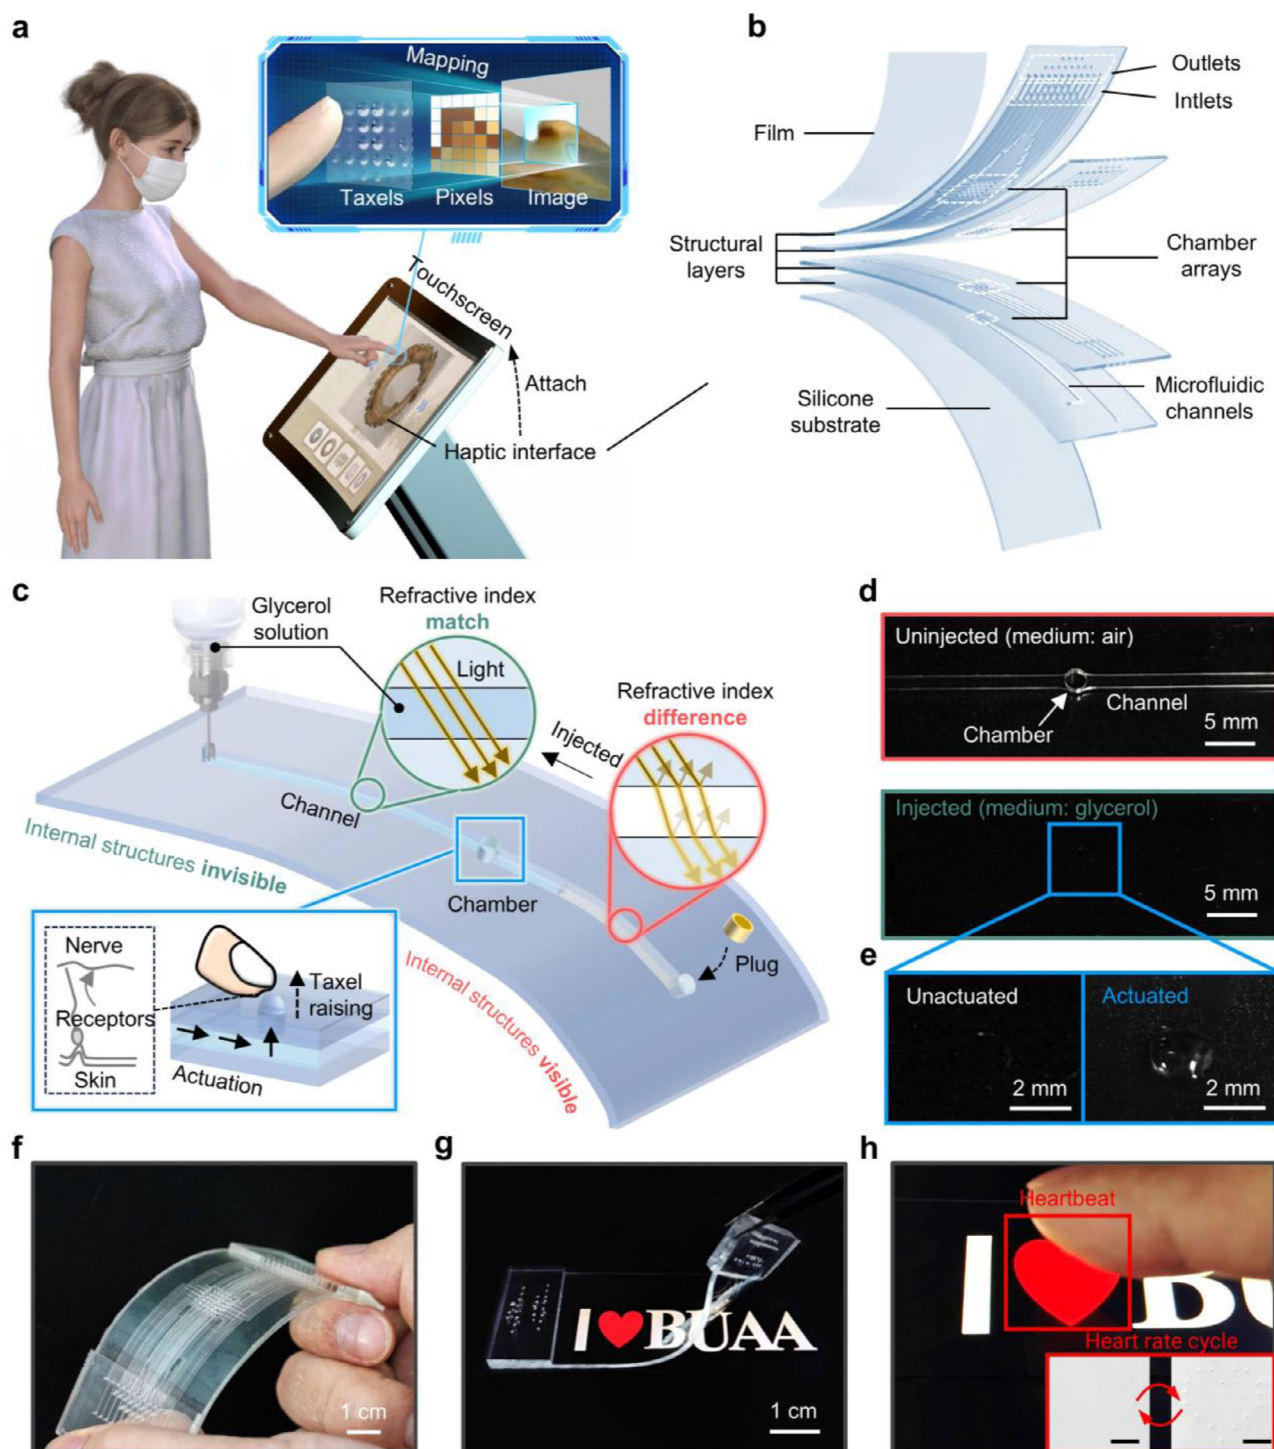 a
Mapping
Taxels
Pixels
Image
Touchscreen
Attach
Haptic interface
b
Outlets
Intlets
Film
Structural
layers
Chamber
arrays
Silicone
substrate
Microfluidic
channels
c
Glycerol
solution
Refractive index
match
Light
Refractive index
difference
Injected
Channel
Internal structures invisible
Chamber
Plug
Internal structures visible
Nerve
Receptors
Skin
Taxel
raising
Actuation
d
Uninjected (medium: air)
Channel
Chamber
5 mm
Injected (medium: glycerol)
5 mm
e
Unactuated
2 mm
Actuated
2 mm
f
1 cm
g
I BUAA
1 cm
h
Heartbeat
I BUA
Heart rate cycle